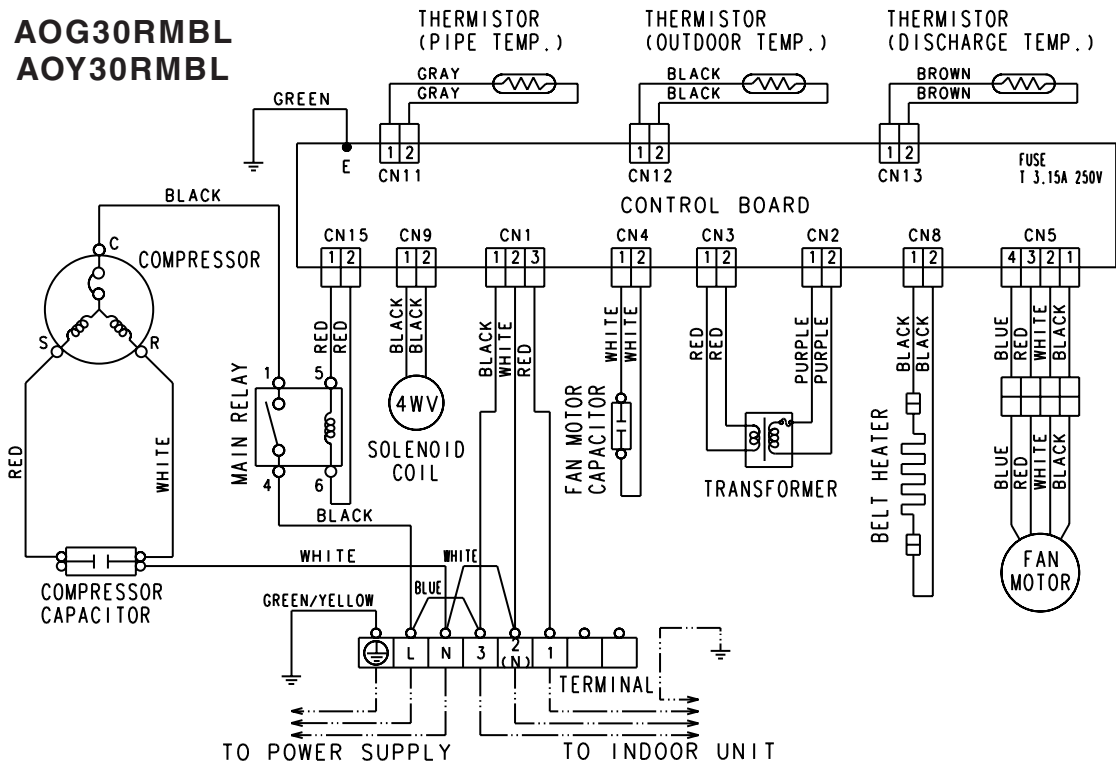 AOG30RMBL
AOY30RMBL
THERMISTOR
(PIPE TEMP.)
THERMISTOR
(OUTDOOR TEMP.)
THERMISTOR
(DISCHARGE TEMP.)
GRAY
GRAY
BLACK
BLACK
BROWN
BROWN
GREEN
E
1 2
CN11
1 2
CN12
1 2
CN13
FUSE
T 3.15A 250V
CONTROL BOARD
CN15
1 2
CN9
1 2
CN1
1 2 3
CN4
1 2
CN3
1 2
CN2
1 2
CN8
1 2
CN5
4 3 2 1
BLACK
C
COMPRESSOR
S
R
RED
WHITE
COMPRESSOR
CAPACITOR
MAIN RELAY
1
5
4
6
RED
RED
BLACK
BLACK
4WV
SOLENOID
COIL
BLACK
WHITE
RED
WHITE
WHITE
FAN MOTOR
CAPACITOR
RED
RED
PURPLE
PURPLE
TRANSFORMER
BLACK
BLACK
BELT HEATER
BLUE
RED
WHITE
BLACK
BLUE
RED
WHITE
BLACK
FAN
MOTOR
BLACK
WHITE
WHITE
BLUE
GREEN/YELLOW
L N 3 2 (N) 1
TERMINAL
TO POWER SUPPLY
TO INDOOR UNIT